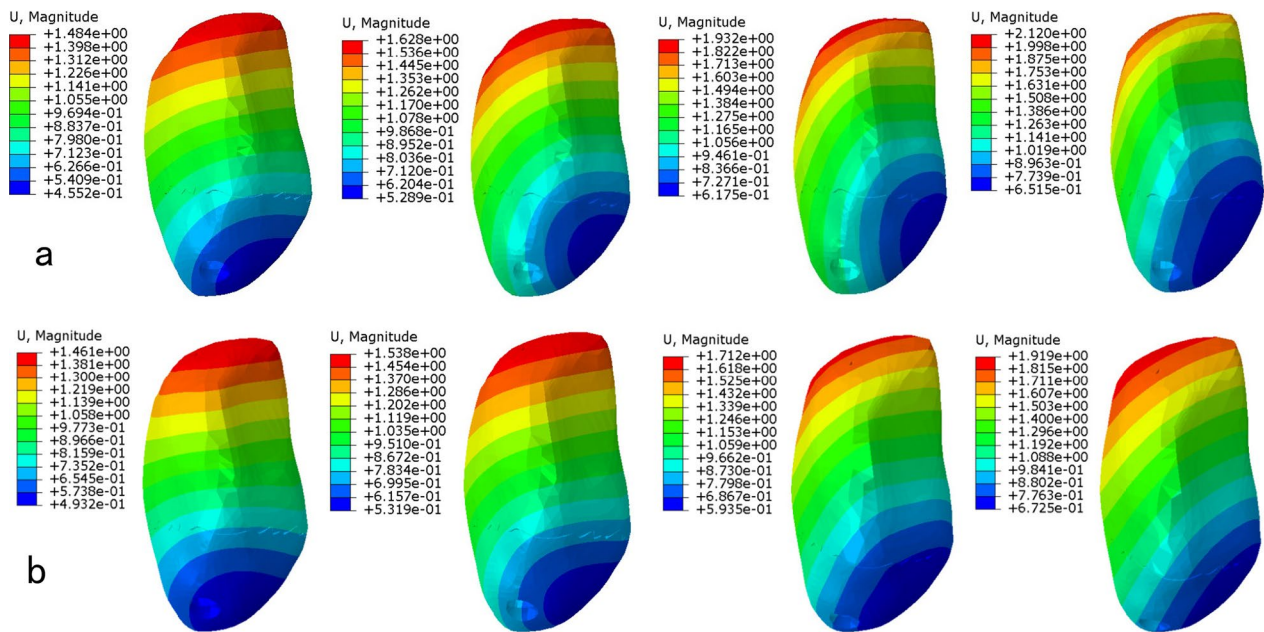 U, Magnitude
+1.484e+00
+1.398e+00
+1.312e+00
+1.226e+00
+1.141e+00
+1.055e+00
+9.694e-01
+8.837e-01
+7.980e-01
+7.123e-01
+6.266e-01
+5.409e-01
+4.552e-01
U, Magnitude
+1.628e+00
+1.536e+00
+1.445e+00
+1.353e+00
+1.262e+00
+1.170e+00
+1.078e+00
+9.868e-01
+8.952e-01
+8.036e-01
+7.120e-01
+6.204e-01
+5.289e-01
U, Magnitude
+1.932e+00
+1.822e+00
+1.713e+00
+1.603e+00
+1.494e+00
+1.384e+00
+1.275e+00
+1.165e+00
+1.056e+00
+9.461e-01
+8.366e-01
+7.271e-01
+6.175e-01
U, Magnitude
+2.120e+00
+1.998e+00
+1.875e+00
+1.753e+00
+1.631e+00
+1.508e+00
+1.386e+00
+1.263e+00
+1.141e+00
+1.019e+00
+8.963e-01
+7.739e-01
+6.515e-01
a
U, Magnitude
+1.461e+00
+1.381e+00
+1.300e+00
+1.219e+00
+1.139e+00
+1.058e+00
+9.773e-01
+8.966e-01
+8.159e-01
+7.352e-01
+6.545e-01
+5.738e-01
+4.932e-01
U, Magnitude
+1.538e+00
+1.454e+00
+1.370e+00
+1.286e+00
+1.202e+00
+1.119e+00
+1.035e+00
+9.510e-01
+8.672e-01
+7.834e-01
+6.995e-01
+6.157e-01
+5.319e-01
U, Magnitude
+1.712e+00
+1.618e+00
+1.525e+00
+1.432e+00
+1.339e+00
+1.246e+00
+1.153e+00
+1.059e+00
+9.662e-01
+8.730e-01
+7.798e-01
+6.867e-01
+5.935e-01
U, Magnitude
+1.919e+00
+1.815e+00
+1.711e+00
+1.607e+00
+1.503e+00
+1.400e+00
+1.296e+00
+1.192e+00
+1.088e+00
+9.841e-01
+8.802e-01
+7.763e-01
+6.725e-01
b